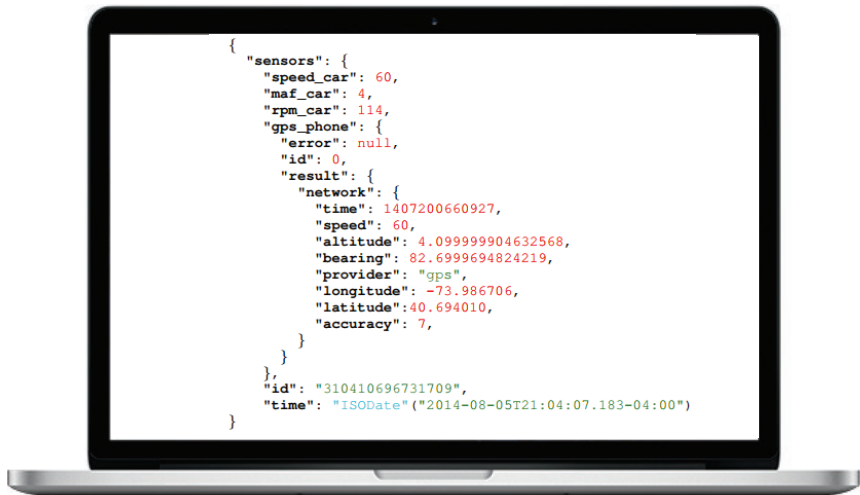 {
"sensors": {
"speed_car": 60,
"maf_car": 4,
"rpm_car": 114,
"gps_phone": {
"error": null,
"id": 0,
"result": {
"network": {
"time": 1407200660927,
"speed": 60,
"altitude": 4.099999904632568,
"bearing": 82.6999694824219,
"provider": "gps",
"longitude": -73.986706,
"latitude":40.694010,
"accuracy": 7,
}
}
},
"id": "310410696731709",
"time": "ISODate"("2014-08-05T21:04:07.183-04:00")
}